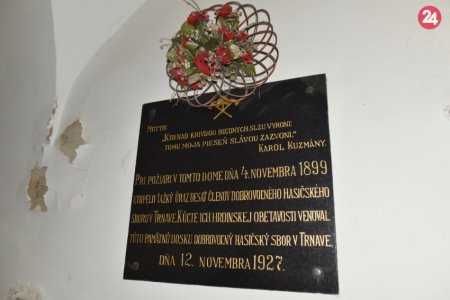 24
MOTTO
„KTO NAD KRIVDOU BIEDNYCH SLZU VYRONÍ:
TOMU MOJA PIESEŇ SLÁVOU ZAZVONÍ."
KAROL KUZMÁNY.
PRI POŽIARI V TOMTO DOME DŇA 4. NOVEMBRA 1899
UTRPELO ŤAŽKÝ ÚRAZ DESAŤ ČLENOV DOBROVOĽNÉHO HASIČSKÉHO
SBORU V TRNAVE. K ÚCTE ICH HRDINSKEJ OBETAVOSTI VENOVAL
TÚTO PAMÄTNÚ DOSKU DOBROVOĽNÝ HASIČSKÝ SBOR V TRNAVE,
DŇA 12. NOVEMBRA 1927.